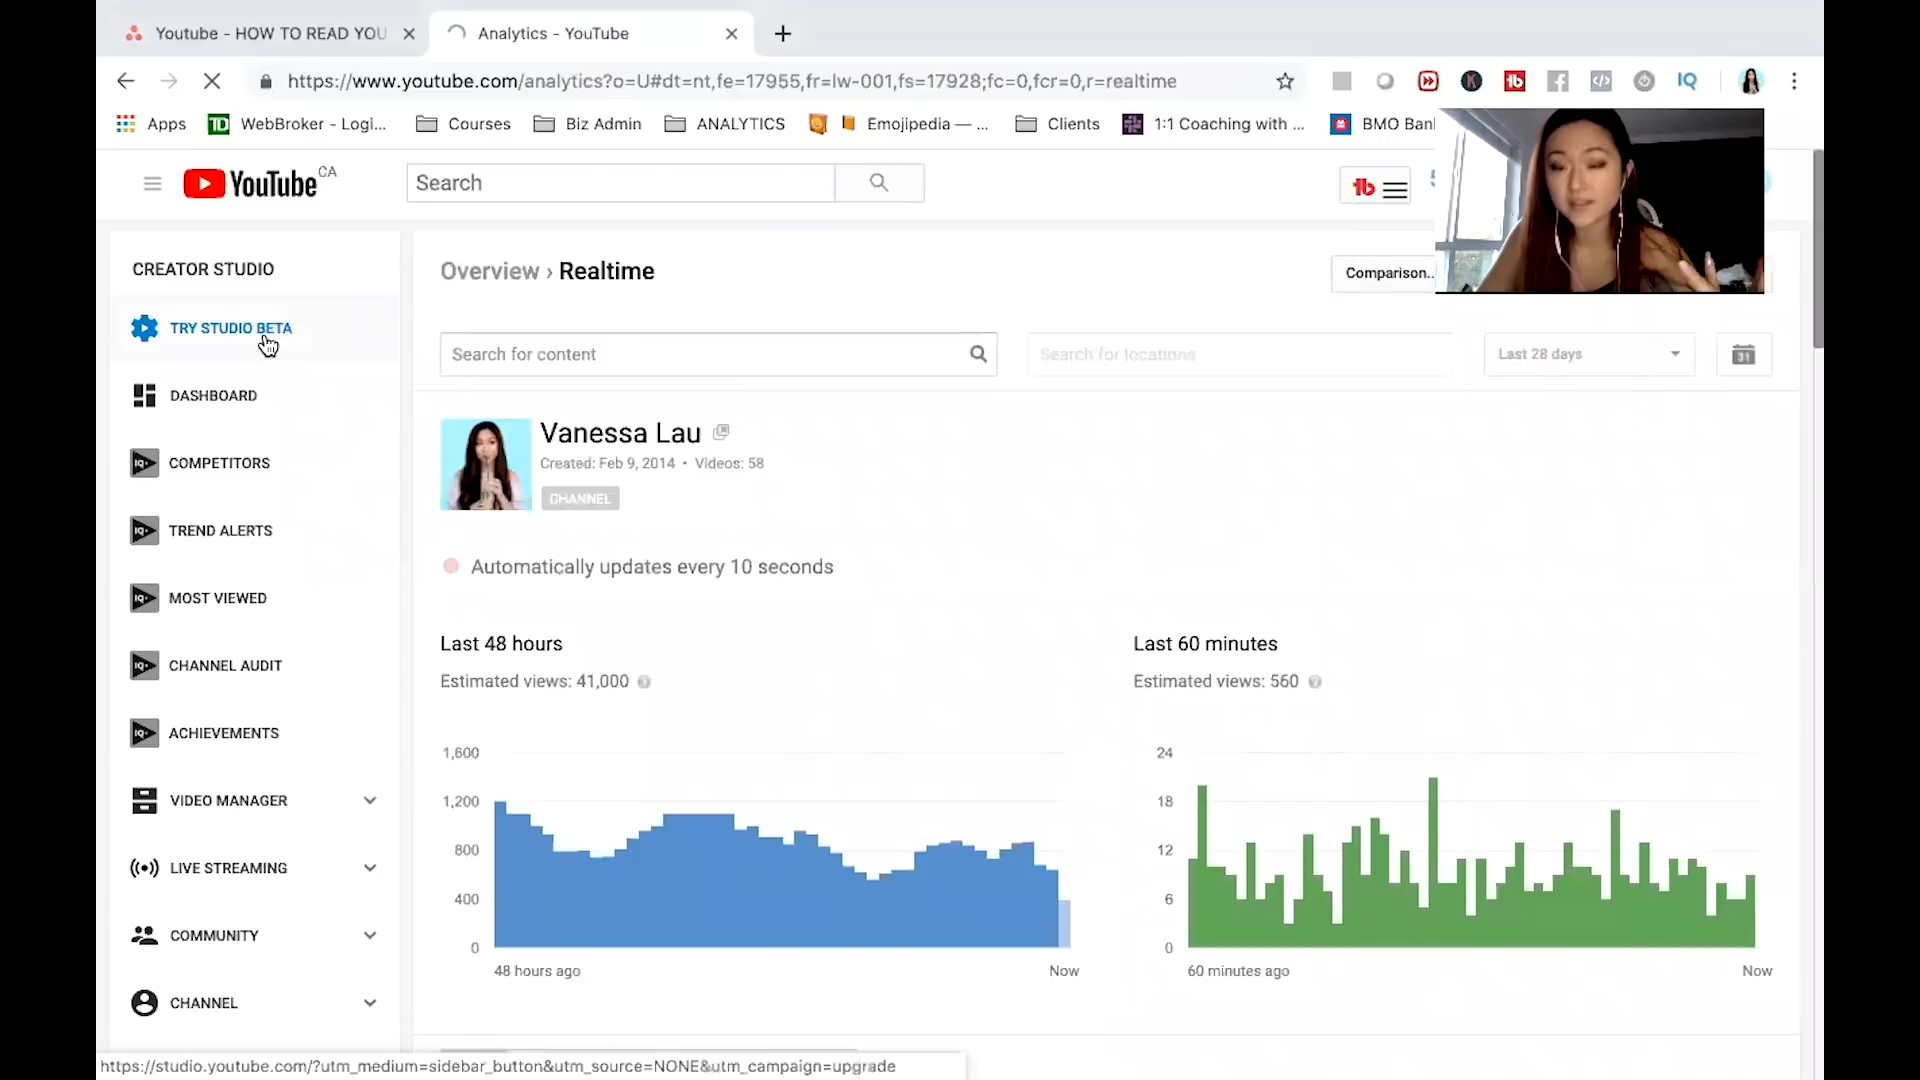 Youtube - HOW TO READ YOU
Analytics - YouTube
https://www.youtube.com/analytics?o=U#dt=nt,fe=17955,fr=lw-001,fs=17928;fc=0,fcr=0,r=realtime
Apps
WebBroker - Logi...
Courses
Biz Admin
ANALYTICS
Emojipedia — ...
Clients
1:1 Coaching with ...
BMO Ban
YouTube CA
Search
CREATOR STUDIO
TRY STUDIO BETA
DASHBOARD
COMPETITORS
TREND ALERTS
MOST VIEWED
CHANNEL AUDIT
ACHIEVEMENTS
VIDEO MANAGER
LIVE STREAMING
COMMUNITY
CHANNEL
Overview › Realtime
Comparison..
Search for content
Search for locations
Last 28 days
31
Vanessa Lau
Created: Feb 9, 2014 • Videos: 58
CHANNEL
Automatically updates every 10 seconds
Last 48 hours
Estimated views: 41,000
1,600
1,200
800
400
0
48 hours ago
Now
Last 60 minutes
Estimated views: 560
24
18
12
6
0
60 minutes ago
Now
https://studio.youtube.com/?utm_medium=sidebar_button&utm_source=NONE&utm_campaign=upgrade